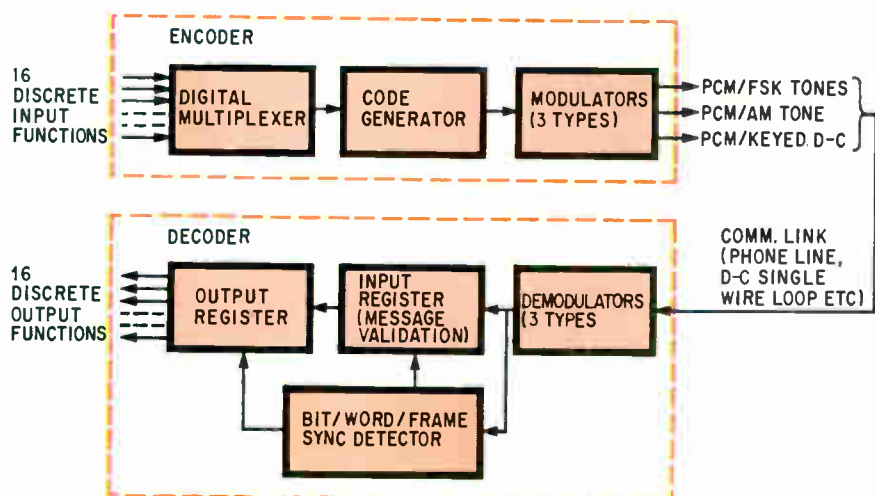 ENCODER
16
DISCRETE
INPUT
FUNCTIONS
DIGITAL
MULTIPLEXER
CODE
GENERATOR
MODULATORS
(3 TYPES)
PCM/FSK TONES
PCM/AM TONE
PCM/KEYED D-C
COMM. LINK
(PHONE LINE,
D-C SINGLE
WIRE LOOP ETC)
DECODER
16
DISCRETE
OUTPUT
FUNCTIONS
OUTPUT
REGISTER
INPUT
REGISTER
(MESSAGE
VALIDATION)
DEMODULATORS
(3 TYPES
BIT/WORD/FRAME
SYNC DETECTOR